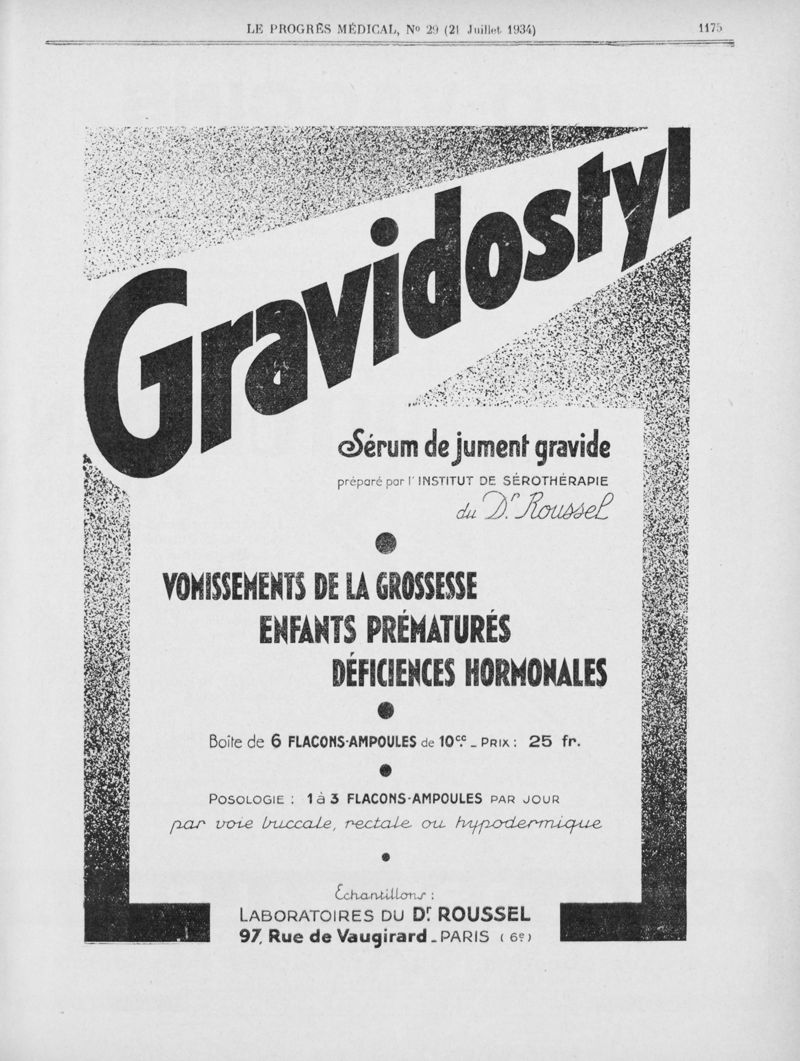 LE PROGRÈS MÉDICAL, Nº 29 (21 Juillet 1934) 1175
Gravidostyl
Sérum de jument gravide
préparé par l'INSTITUT DE SÉROTHÉRAPIE
du Dr Roussel
VOMISSEMENTS DE LA GROSSESSE
ENFANTS PRÉMATURÉS
DÉFICIENCES HORMONALES
Boîte de 6 FLACONS-AMPOULES de 10cc. - PRIX : 25 fr.
POSOLOGIE : 1 à 3 FLACONS-AMPOULES PAR JOUR
par voie buccale, rectale ou hypodermique
Échantillons :
LABORATOIRES DU Dr ROUSSEL
97, Rue de Vaugirard - PARIS (6e)